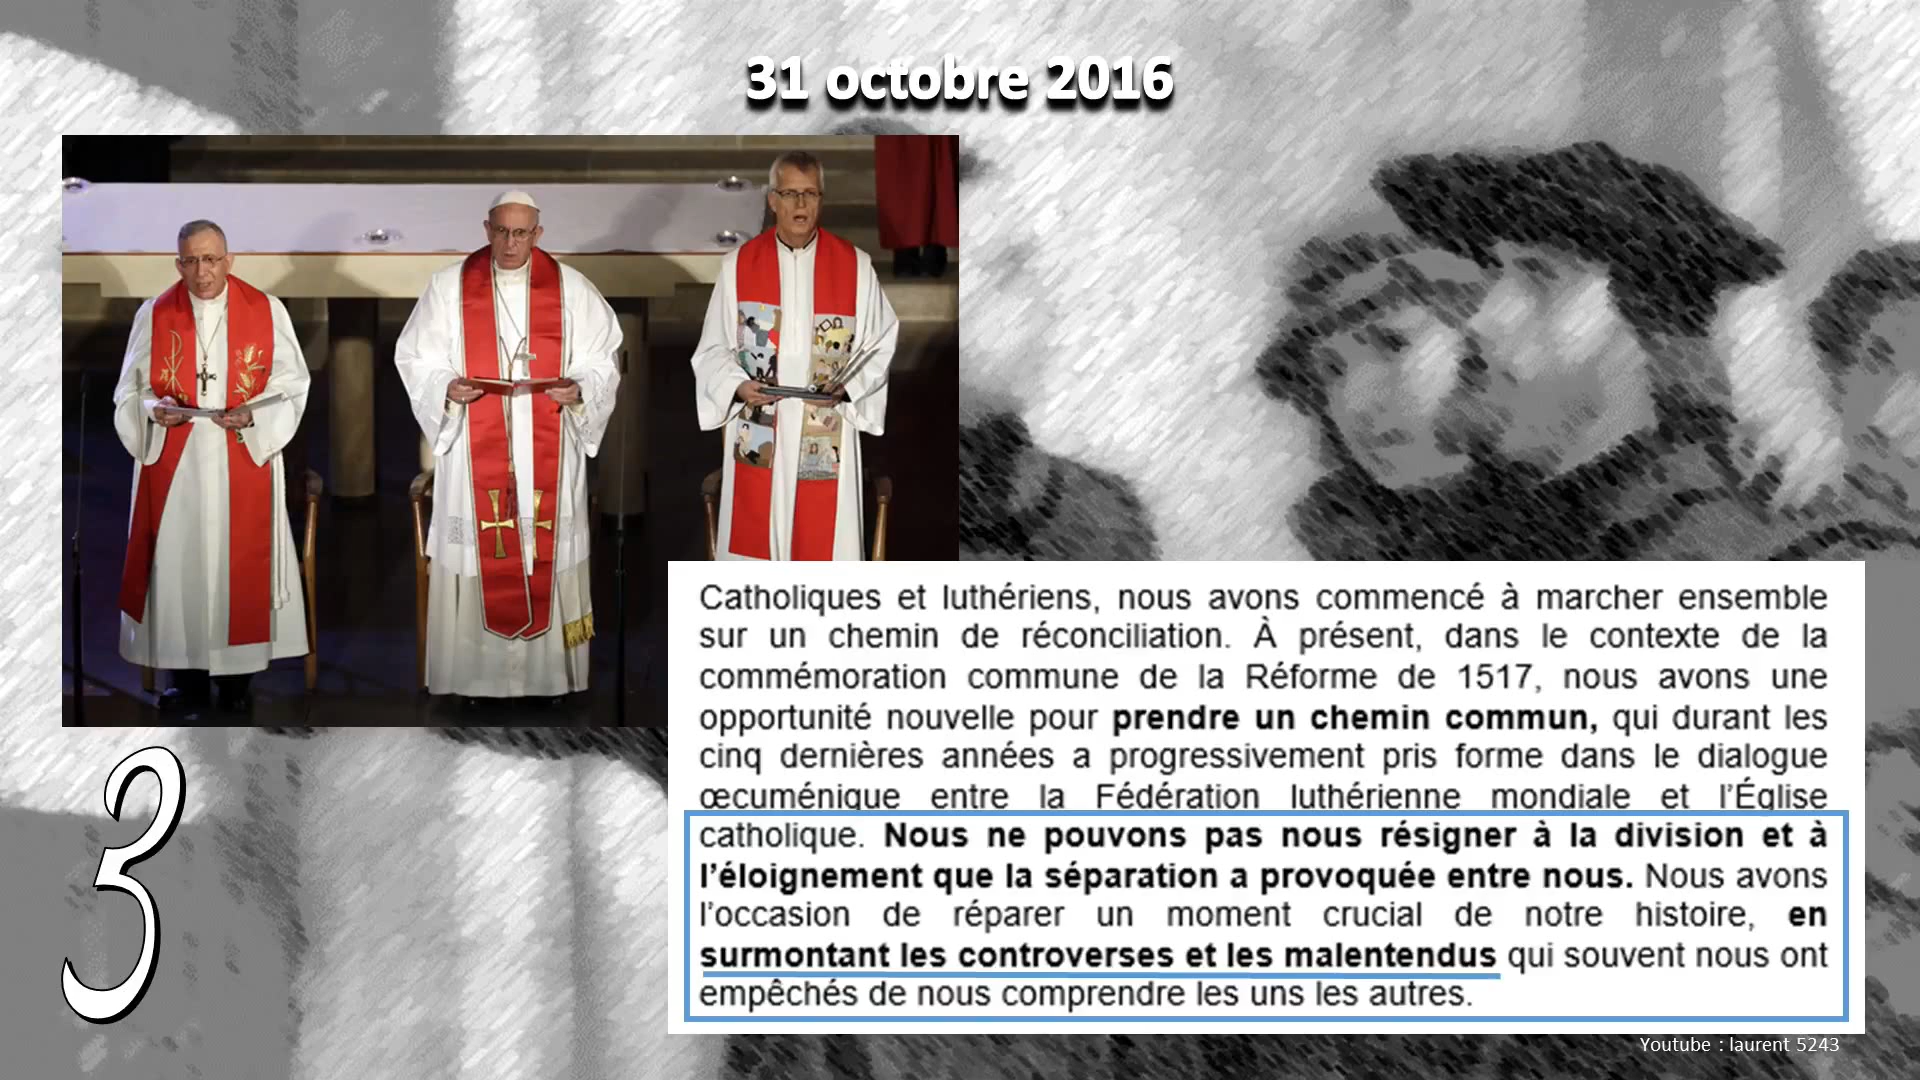 31 octobre 2016
Catholiques et luthériens, nous avons commencé à marcher ensemble
sur un chemin de réconciliation. À présent, dans le contexte de la
commémoration commune de la Réforme de 1517, nous avons une
opportunité nouvelle pour prendre un chemin commun, qui durant les
cinq dernières années a progressivement pris forme dans le dialogue
œcuménique entre la Fédération luthérienne mondiale et l’Église
catholique. Nous ne pouvons pas nous résigner à la division et à
l’éloignement que la séparation a provoquée entre nous. Nous avons
l’occasion de réparer un moment crucial de notre histoire, en
surmontant les controverses et les malentendus qui souvent nous ont
empêchés de nous comprendre les uns les autres.
3
Youtube : laurent 5243